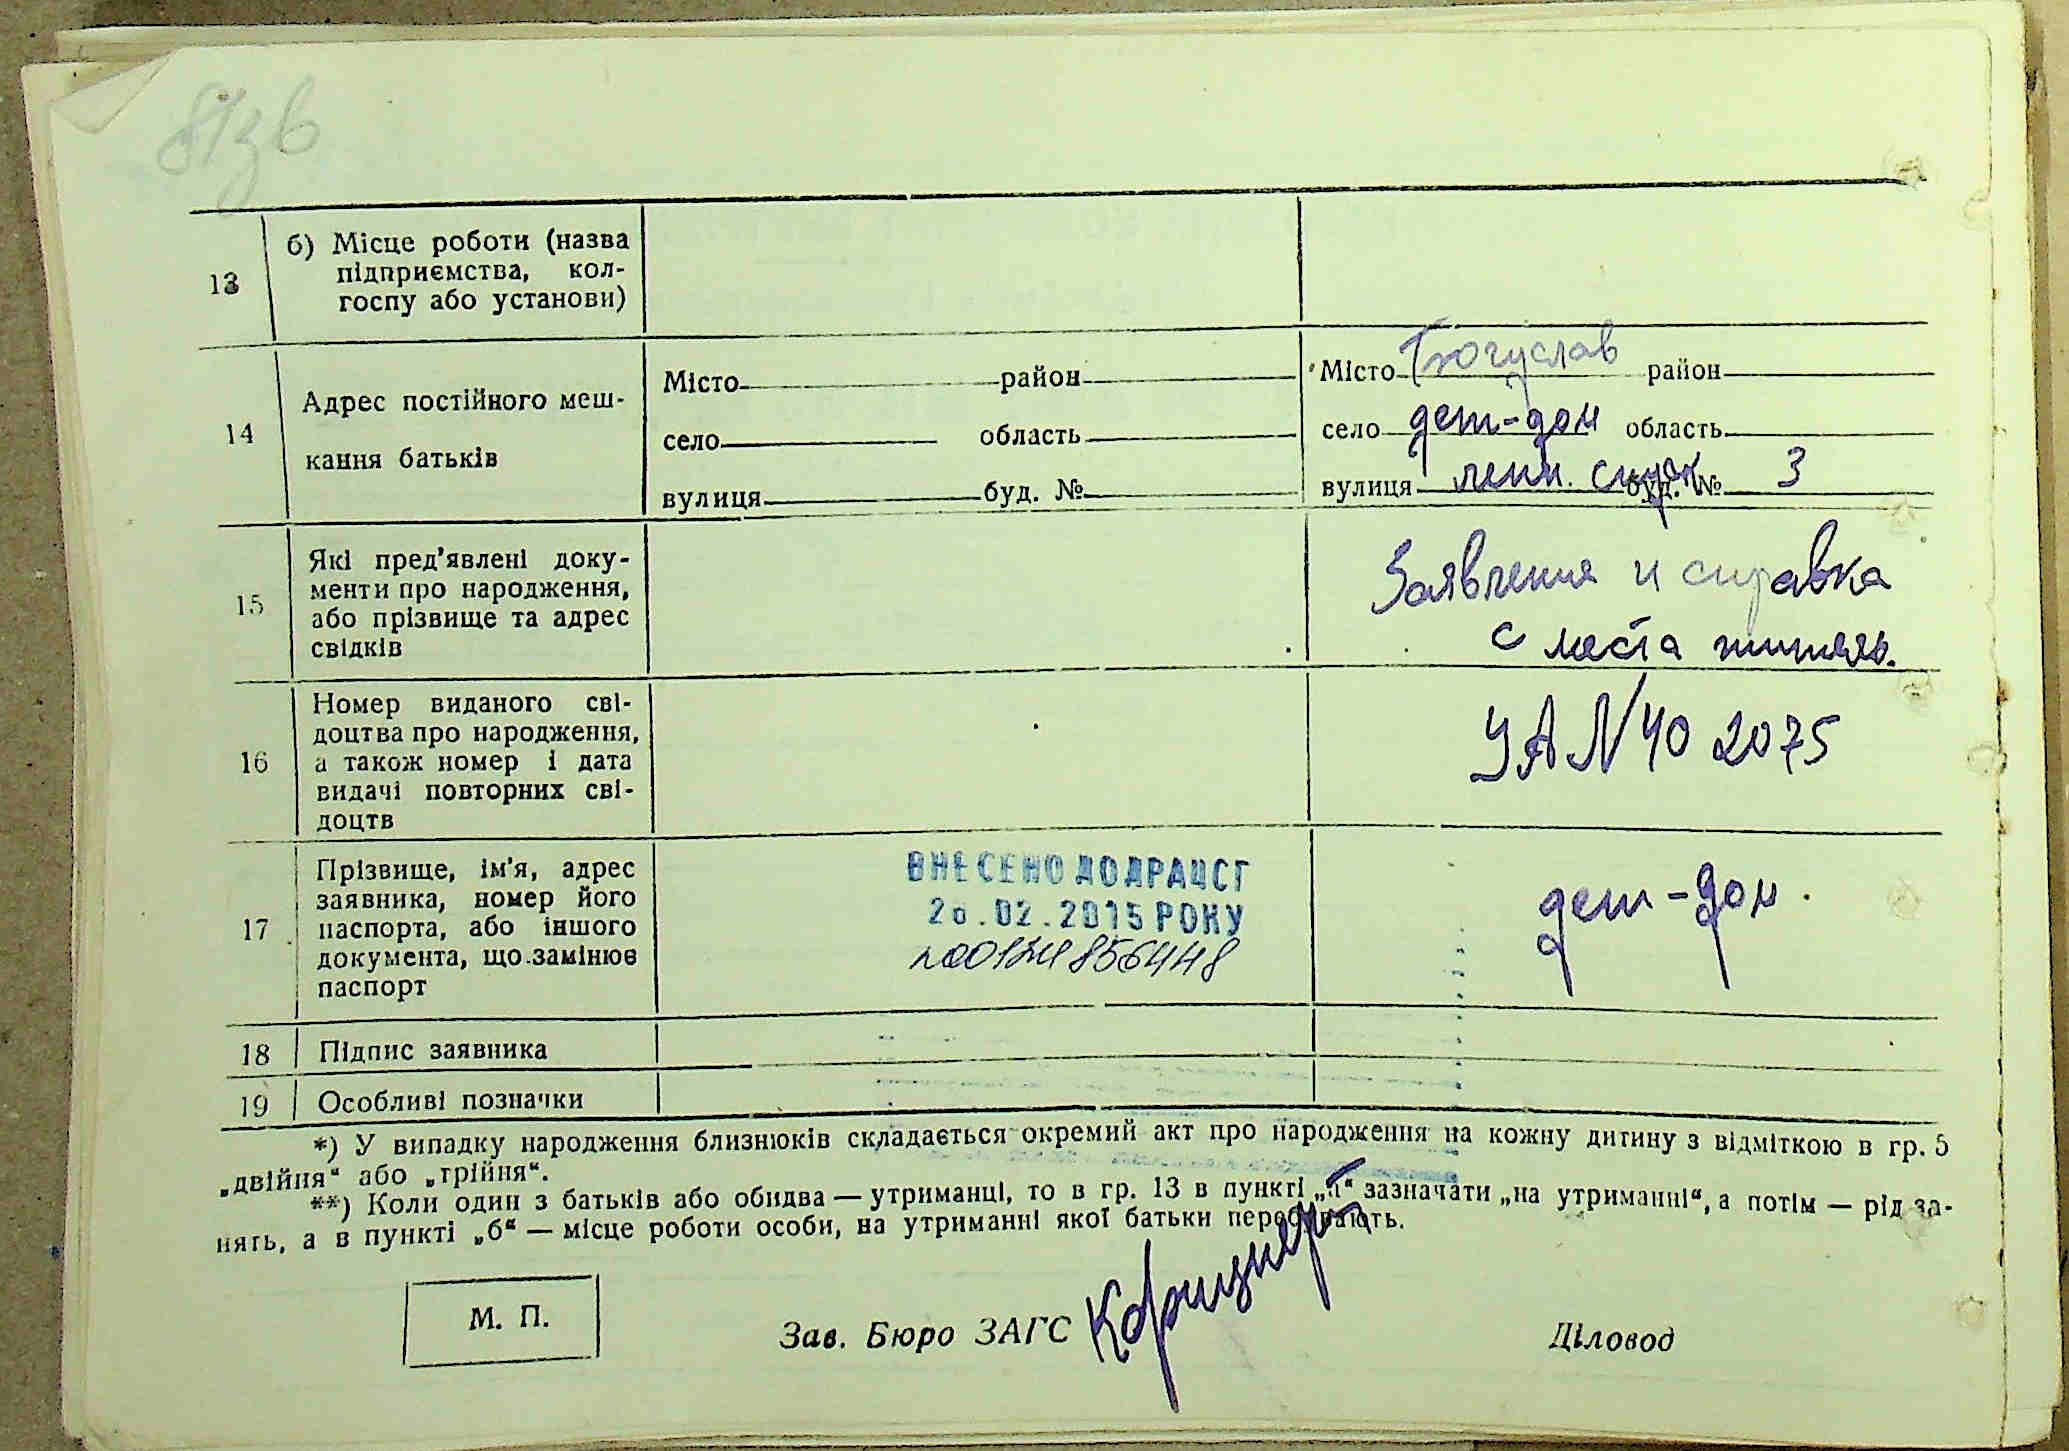 13
б) Місце роботи (назва
підприємства, кол-
госпу або установи)
14
Адрес постійного меш-
кання батьків
Місто район
село область
вулиця буд. №
Місто Богуслав район
село дет-дом область
вулиця буд. № 3
15
Які пред'явлені доку-
менти про народження,
або прізвище та адрес
свідків
Заявления и справка
с места
16
Номер виданого сві-
доцтва про народження,
а також номер і дата
видачі повторних сві-
доцтв
УА N 40 2075
17
Прізвище, ім'я, адрес
заявника, номер його
паспорта, або іншого
документа, що замінює
паспорт
ВНЕСЕНО ДО ДРАЦСГ
26.02.2015 РОКУ
дет-дом.
18
Підпис заявника
19
Особливі позначки
*) У випадку народження близнюків складається окремий акт про народження на кожну дитину з відміткою в гр. 5
„двійня“ або „трійня“.
**) Коли один з батьків або обидва — утриманці, то в гр. 13 в пункті „а“ зазначати „на утриманні“, а потім — рід за-
нять, а в пункті „б“ — місце роботи особи, на утриманні якої батьки перебувають.
М. П.
Зав. Бюро ЗАГС
Діловод